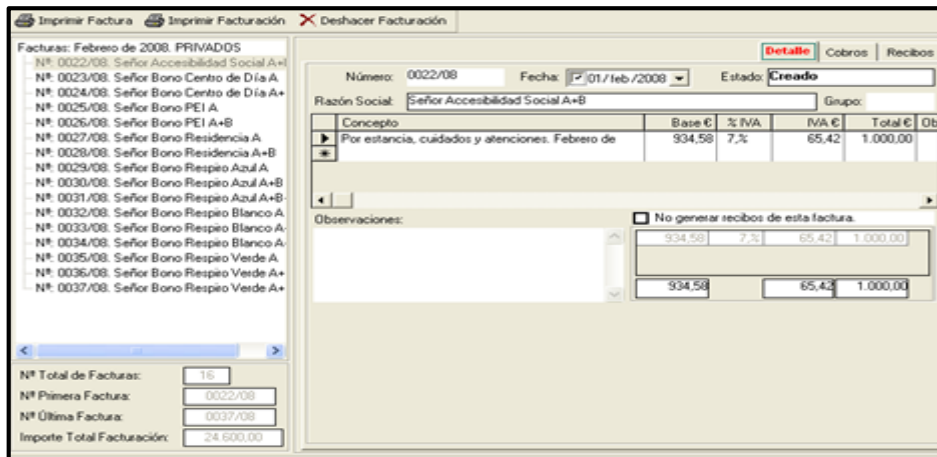 Imprimir Factura Imprimir Facturación Deshacer Facturación
Facturas: Febrero de 2008. PRIVADOS
Nº: 0022/08. Señor Accesibilidad Social A+
Nº: 0023/08. Señor Bono Centro de Día A
Nº: 0024/08. Señor Bono Centro de Día A+
Nº: 0025/08. Señor Bono PEI A
Nº: 0026/08. Señor Bono PEI A+B
Nº: 0027/08. Señor Bono Residencia A
Nº: 0028/08. Señor Bono Residencia A+B
Nº: 0029/08. Señor Bono Respiro Azul A
Nº: 0030/08. Señor Bono Respiro Azul A+B
Nº: 0031/08. Señor Bono Respiro Azul A+B-
Nº: 0032/08. Señor Bono Respiro Blanco A
Nº: 0033/08. Señor Bono Respiro Blanco A-
Nº: 0034/08. Señor Bono Respiro Blanco A-
Nº: 0035/08. Señor Bono Respiro Verde A
Nº: 0036/08. Señor Bono Respiro Verde A+
Nº: 0037/08. Señor Bono Respiro Verde A+
Nº Total de Facturas: 16
Nº Primera Factura: 0022/08
Nº Última Factura: 0037/08
Importe Total Facturación: 24.600,00
Detalle Cobros Recibos
Número: 0022/08 Fecha: 01/feb/2008 Estado: Creado
Razón Social: Señor Accesibilidad Social A+B Grupo:
Concepto Base € % IVA IVA € Total € Ob
Por estancia, cuidados y atenciones. Febrero de 934,58 7,% 65,42 1.000,00
Observaciones: No generar recibos de esta factura.
934,58 7,% 65,42 1.000,00
934,58 65,42 1.000,00